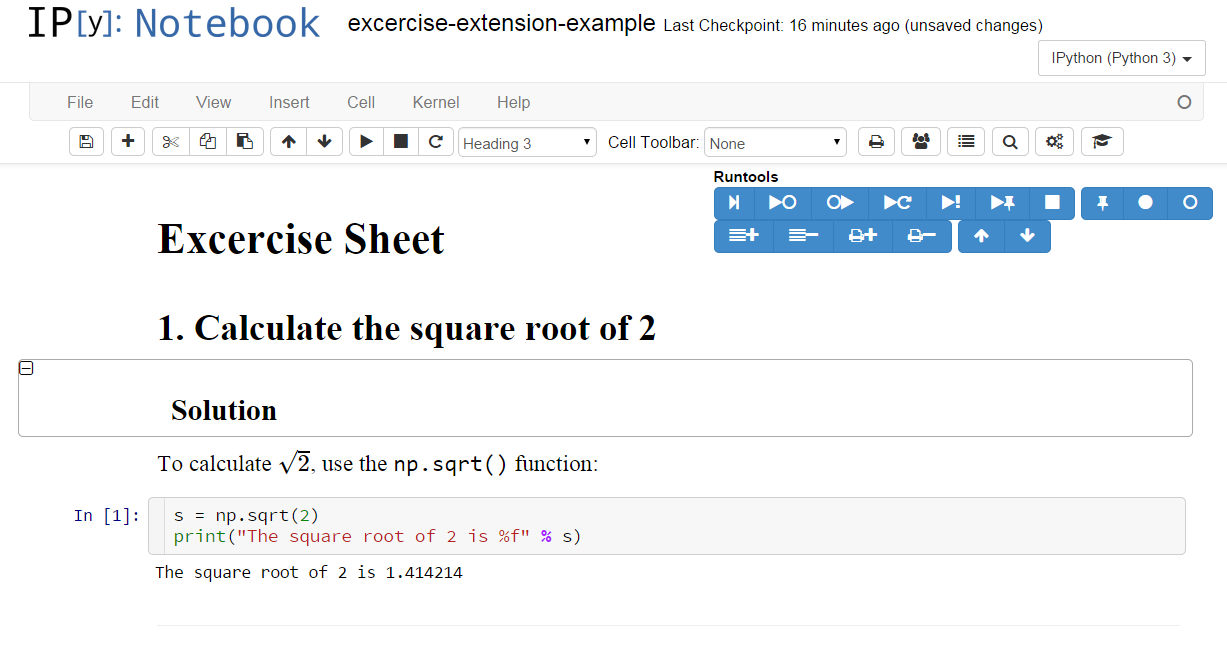 IP[y]: Notebook excercise-extension-example Last Checkpoint: 16 minutes ago (unsaved changes)
IPython (Python 3)
File Edit View Insert Cell Kernel Help
Heading 3 Cell Toolbar: None
Runtools
Excercise Sheet
1. Calculate the square root of 2
Solution
To calculate √2, use the np.sqrt() function:
In [1]: s = np.sqrt(2)
print("The square root of 2 is %f" % s)
The square root of 2 is 1.414214